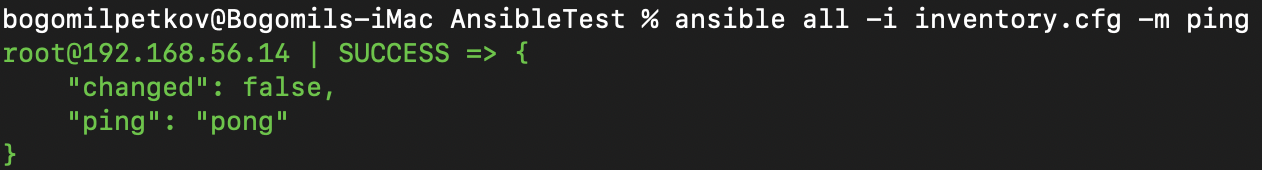 bogomilpetkov@Bogomils-iMac AnsibleTest % ansible all -i inventory.cfg -m ping
root@192.168.56.14 | SUCCESS => {
    "changed": false,
    "ping": "pong"
}